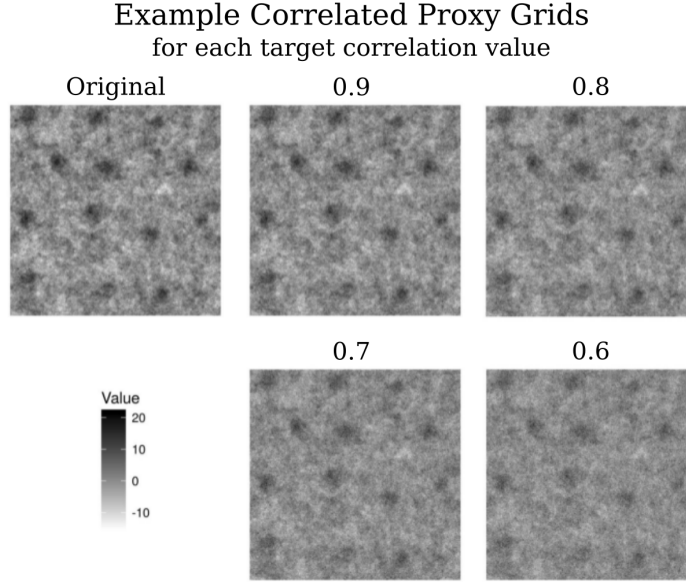 Example Correlated Proxy Grids
for each target correlation value
Original
0.9
0.8
0.7
0.6
Value
20
10
0
-10